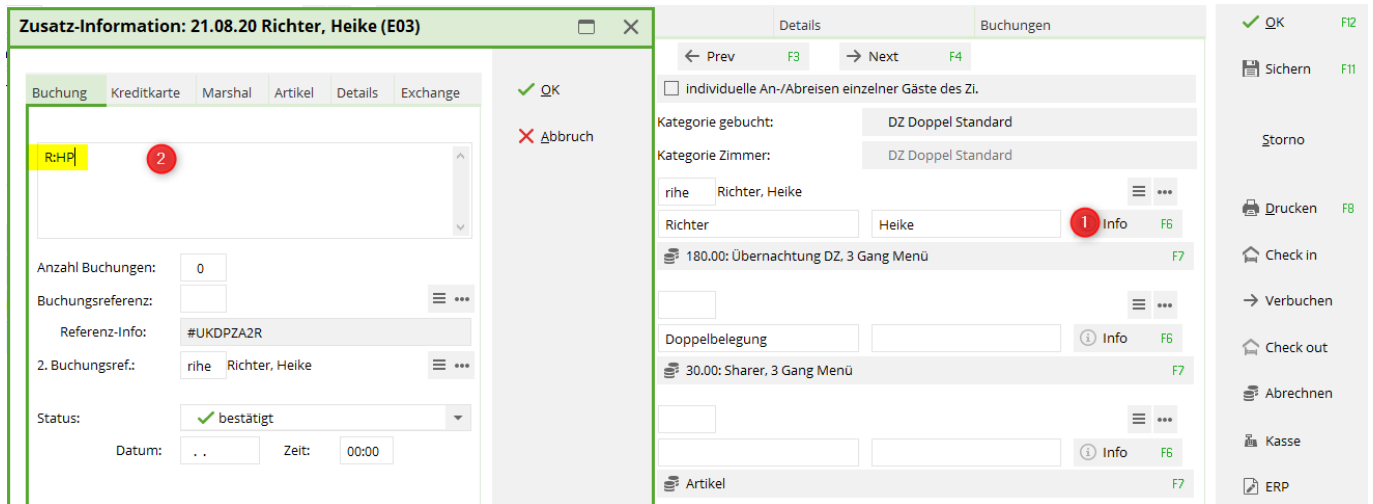 Zusatz-Information: 21.08.20 Richter, Heike (E03)
Buchung Kreditkarte Marshal Artikel Details Exchange
R:HP
2
Anzahl Buchungen: 0
Buchungsreferenz:
Referenz-Info: #UKDPZA2R
2. Buchungsref.: rihe Richter, Heike
Status: bestätigt
Datum: . . Zeit: 00:00
OK
Abbruch
Details Buchungen
Prev F3 Next F4
individuelle An-/Abreisen einzelner Gäste des Zi.
Kategorie gebucht: DZ Doppel Standard
Kategorie Zimmer: DZ Doppel Standard
rihe Richter, Heike
Richter Heike 1 Info F6
180.00: Übernachtung DZ, 3 Gang Menü F7
Doppelbelegung Info F6
30.00: Sharer, 3 Gang Menü F7
Info F6
Artikel F7
OK F12
Sichern F11
Storno
Drucken F8
Check in
Verbuchen
Check out
Abrechnen
Kasse
ERP